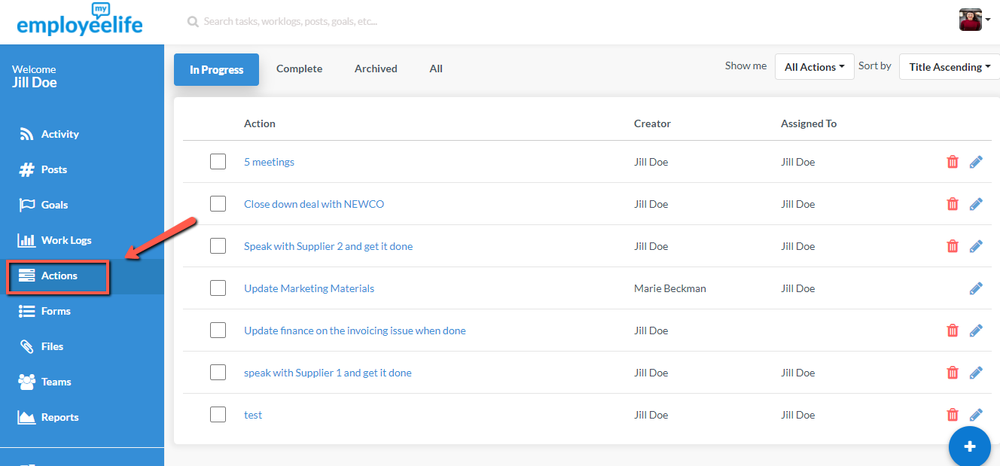 my
employeelife
Search tasks, worklogs, posts, goals, etc...
Welcome
Jill Doe
Activity
Posts
Goals
Work Logs
Actions
Forms
Files
Teams
Reports
In Progress Complete Archived All Show me All Actions Sort by Title Ascending
Action Creator Assigned To
5 meetings Jill Doe Jill Doe
Close down deal with NEWCO Jill Doe Jill Doe
Speak with Supplier 2 and get it done Jill Doe Jill Doe
Update Marketing Materials Marie Beckman Jill Doe
Update finance on the invoicing issue when done Jill Doe
speak with Supplier 1 and get it done Jill Doe Jill Doe
test Jill Doe Jill Doe